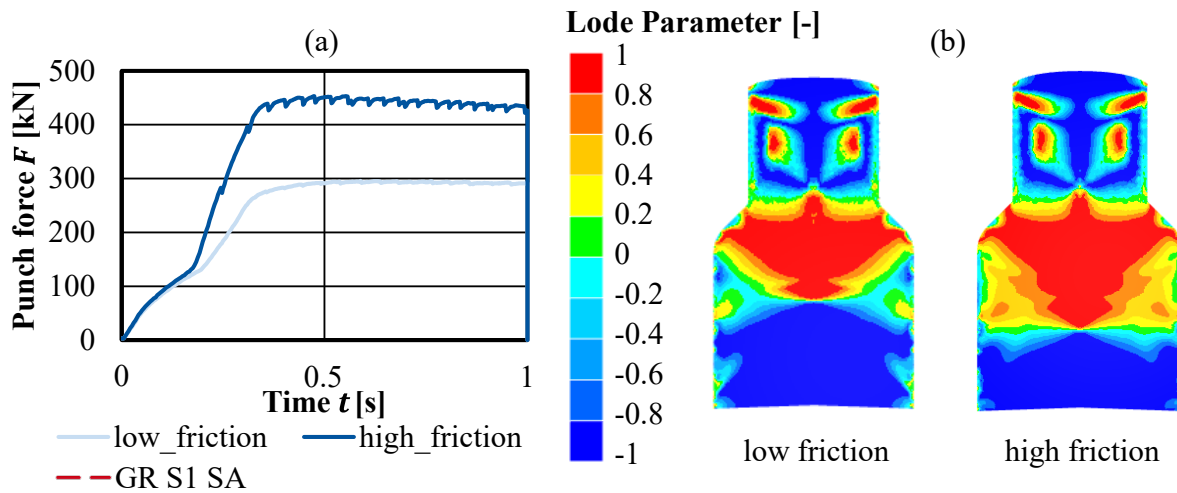 (a)
Punch force F [kN]
500
400
300
200
100
0
0
0.5
1
Time t [s]
low_friction
high_friction
GR S1 SA
Lode Parameter [-]
1
0.8
0.6
0.4
0.2
0
-0.2
-0.4
-0.6
-0.8
-1
(b)
low friction
high friction